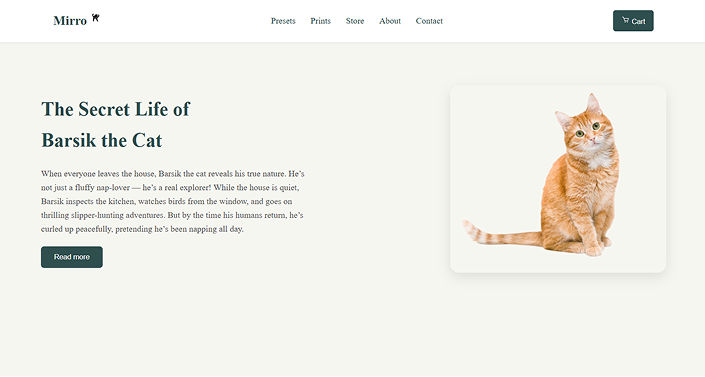 Mirro
Presets Prints Store About Contact
Cart
The Secret Life of
Barsik the Cat
When everyone leaves the house, Barsik the cat reveals his true nature. He’s
not just a fluffy nap-lover — he’s a real explorer! While the house is quiet,
Barsik inspects the kitchen, watches birds from the window, and goes on
thrilling slipper-hunting adventures. But by the time his humans return, he’s
curled up peacefully, pretending he’s been napping all day.
Read more